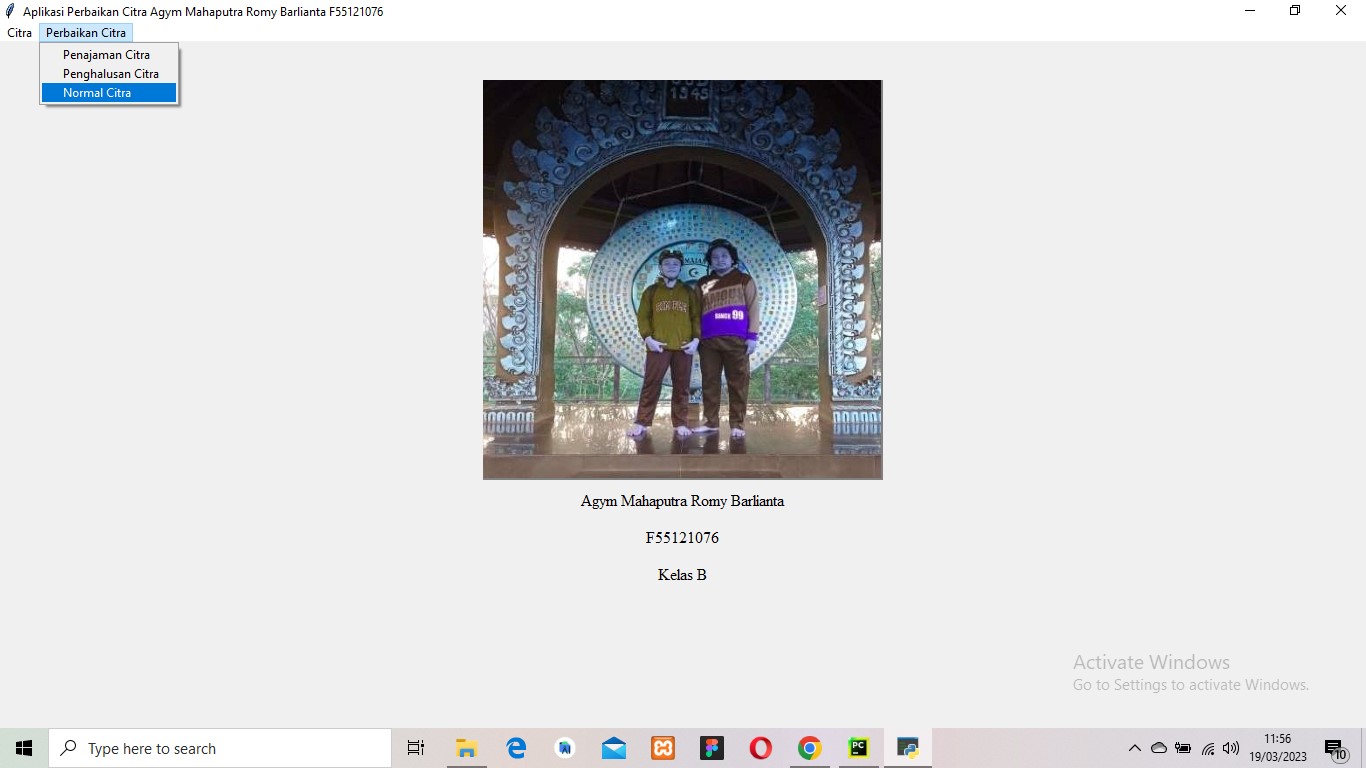 Aplikasi Perbaikan Citra Agym Mahaputra Romy Barlianta F55121076
Citra Perbaikan Citra
Penajaman Citra
Penghalusan Citra
Normal Citra
1945
SINCE 99
Agym Mahaputra Romy Barlianta
F55121076
Kelas B
Activate Windows
Go to Settings to activate Windows.
Type here to search
PC
11:56
19/03/2023
10